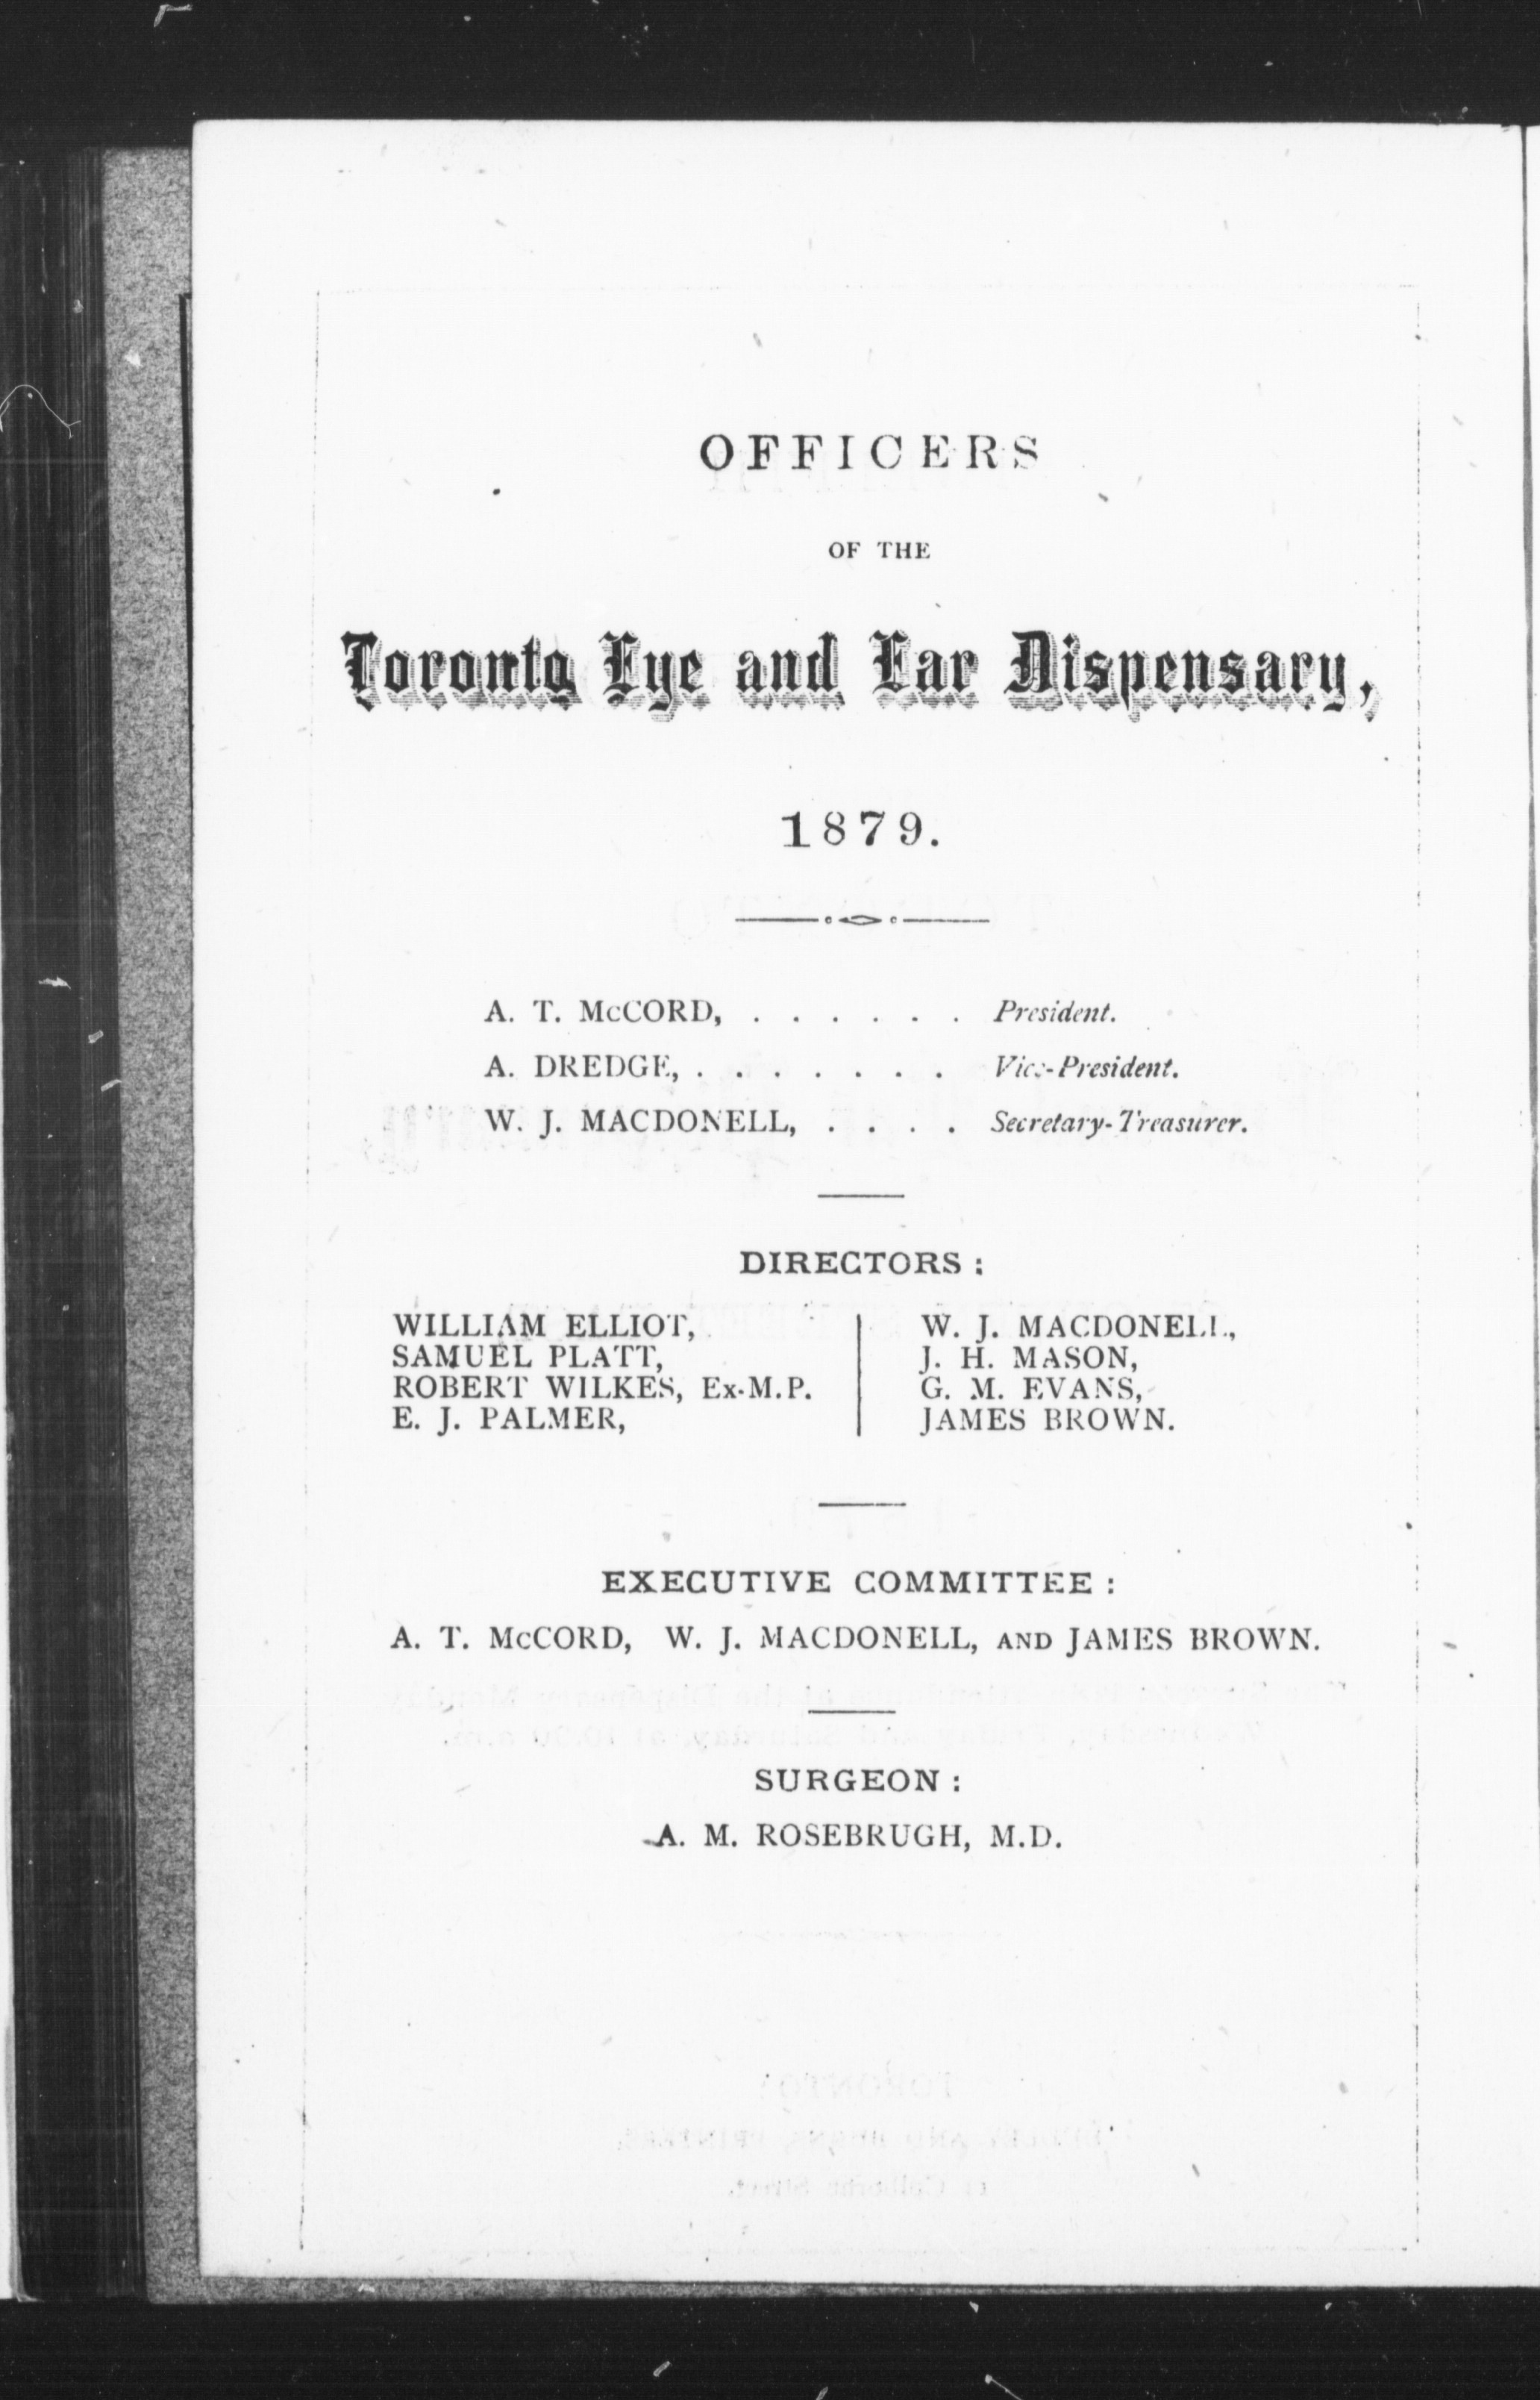 OFFICERS
OF THE
Toronto Eye and Ear Dispensary,
1879.
A. T. McCORD, . . . . . . President.
A. DREDGE, . . . . . . . Vice-President.
W. J. MACDONELL, . . . . Secretary-Treasurer.
DIRECTORS :
WILLIAM ELLIOT,
SAMUEL PLATT,
ROBERT WILKES, Ex-M.P.
E. J. PALMER,
W. J. MACDONELL,
J. H. MASON,
G. M. EVANS,
JAMES BROWN.
EXECUTIVE COMMITTEE :
A. T. McCORD, W. J. MACDONELL, AND JAMES BROWN.
SURGEON :
A. M. ROSEBRUGH, M.D.